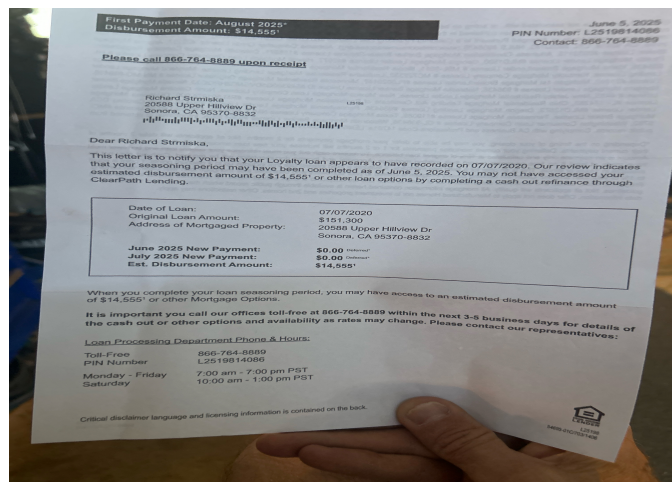 First Payment Date: August 2025*
Disbursement Amount: $14,555¹
June 5, 2025
PIN Number: L2519814086
Contact: 866-764-8889
Please call 866-764-8889 upon receipt
Richard Strmiska
20588 Upper Hillview Dr
Sonora, CA 95370-8832
L2519E
Dear Richard Strmiska,
This letter is to notify you that your Loyalty loan appears to have recorded on 07/07/2020. Our review indicates
that your seasoning period may have been completed as of June 5, 2025. You may not have accessed your
estimated disbursement amount of $14,555¹ or other loan options by completing a cash out refinance through
ClearPath Lending.
Date of Loan: 07/07/2020
Original Loan Amount: $151,300
Address of Mortgaged Property: 20588 Upper Hillview Dr
Sonora, CA 95370-8832
June 2025 New Payment: $0.00 Deferred*
July 2025 New Payment: $0.00 Deferred*
Est. Disbursement Amount: $14,555¹
When you complete your loan seasoning period, you may have access to an estimated disbursement amount
of $14,555¹ or other Mortgage Options.
It is important you call our offices toll-free at 866-764-8889 within the next 3-5 business days for details of
the cash out or other options and availability as rates may change. Please contact our representatives:
Loan Processing Department Phone & Hours:
Toll-Free 866-764-8889
PIN Number L2519814086
Monday - Friday 7:00 am - 7:00 pm PST
Saturday 10:00 am - 1:00 pm PST
Critical disclaimer language and licensing information is contained on the back.
LENDER
L2519E